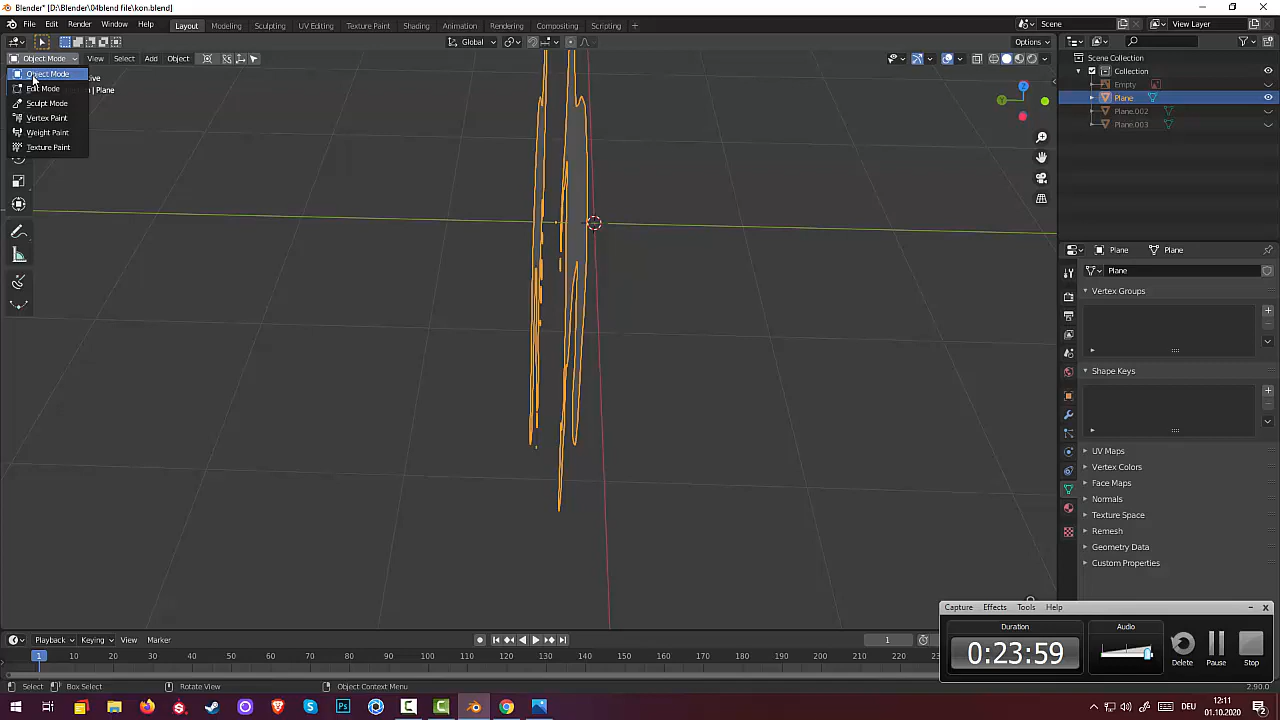 Blender* [D:\Blender\04blend file\kon.blend]
File Edit Render Window Help Layout Modeling Sculpting UV Editing Texture Paint Shading Animation Rendering Compositing Scripting Scene View Layer
Global Options
Object Mode View Select Add Object
Scene Collection
Object Mode
Collection
Edit Mode
Empty
| Plane
Plane
Sculpt Mode
Plane.002
Vertex Paint
Plane.003
Weight Paint
Texture Paint
Z
Y
Plane Plane
Plane
Vertex Groups
Shape Keys
UV Maps
Vertex Colors
Face Maps
Normals
Texture Space
Remesh
Geometry Data
Custom Properties
Capture Effects Tools Help
Duration Audio
0:23:59
Delete Pause Stop
Playback Keying View Marker 1
1 10 20 30 40 50 60 70 80 90 100 110 120 130 140 150 160 170 180 190 200 210 220
Select Box Select Rotate View Object Context Menu 2.90.0
DEU 12:11
01.10.2020
2